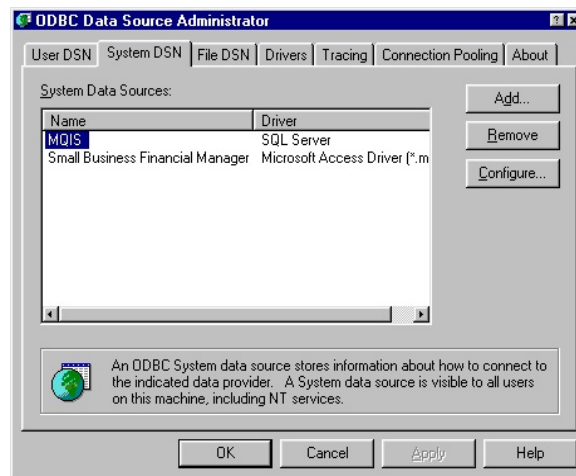 ODBC Data Source Administrator
User DSN System DSN File DSN Drivers Tracing Connection Pooling About
System Data Sources:
Name Driver
MQIS SQL Server
Small Business Financial Manager Microsoft Access Driver (*.m
Add...
Remove
Configure...
An ODBC System data source stores information about how to connect to
the indicated data provider. A System data source is visible to all users
on this machine, including NT services.
OK Cancel Apply Help